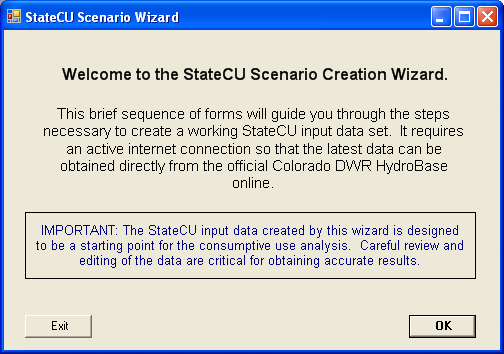 StateCU Scenario Wizard
Welcome to the StateCU Scenario Creation Wizard.
This brief sequence of forms will guide you through the steps
necessary to create a working StateCU input data set.  It requires
an active internet connection so that the latest data can be
obtained directly from the official Colorado DWR HydroBase
online.
IMPORTANT: The StateCU input data created by this wizard is designed
to be a starting point for the consumptive use analysis.  Careful review and
editing of the data are critical for obtaining accurate results.
Exit
OK